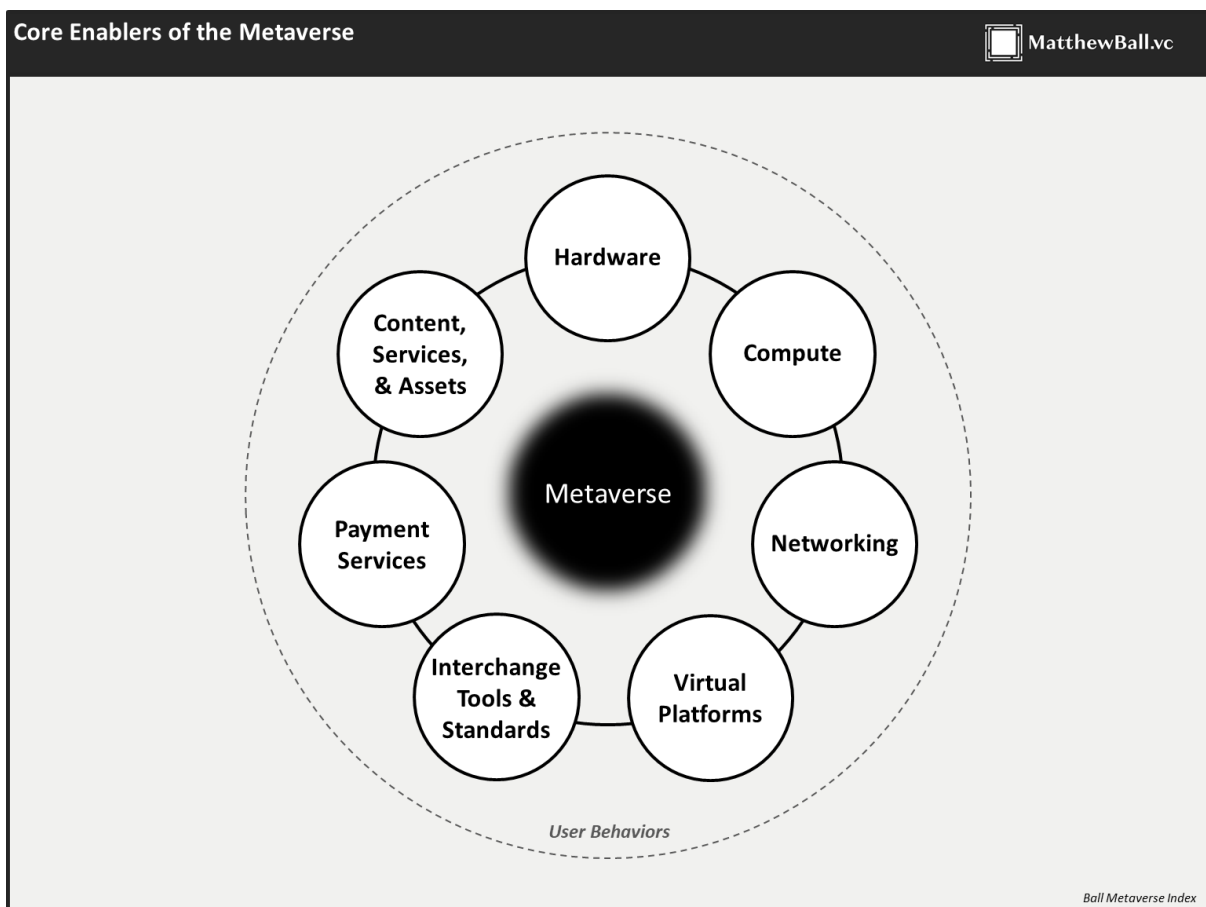 Core Enablers of the Metaverse
MatthewBall.vc
Hardware
Compute
Networking
Virtual
Platforms
Interchange
Tools &
Standards
Payment
Services
Content,
Services,
& Assets
Metaverse
User Behaviors
Ball Metaverse Index